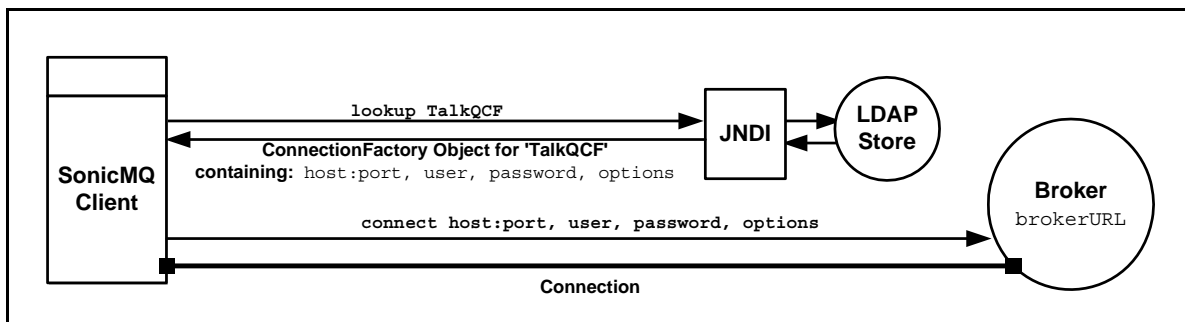 lookup TalkQCF
ConnectionFactory Object for 'TalkQCF'
containing: host:port, user, password, options
JNDI
LDAP
Store
SonicMQ
Client
Broker
brokerURL
connect host:port, user, password, options
Connection